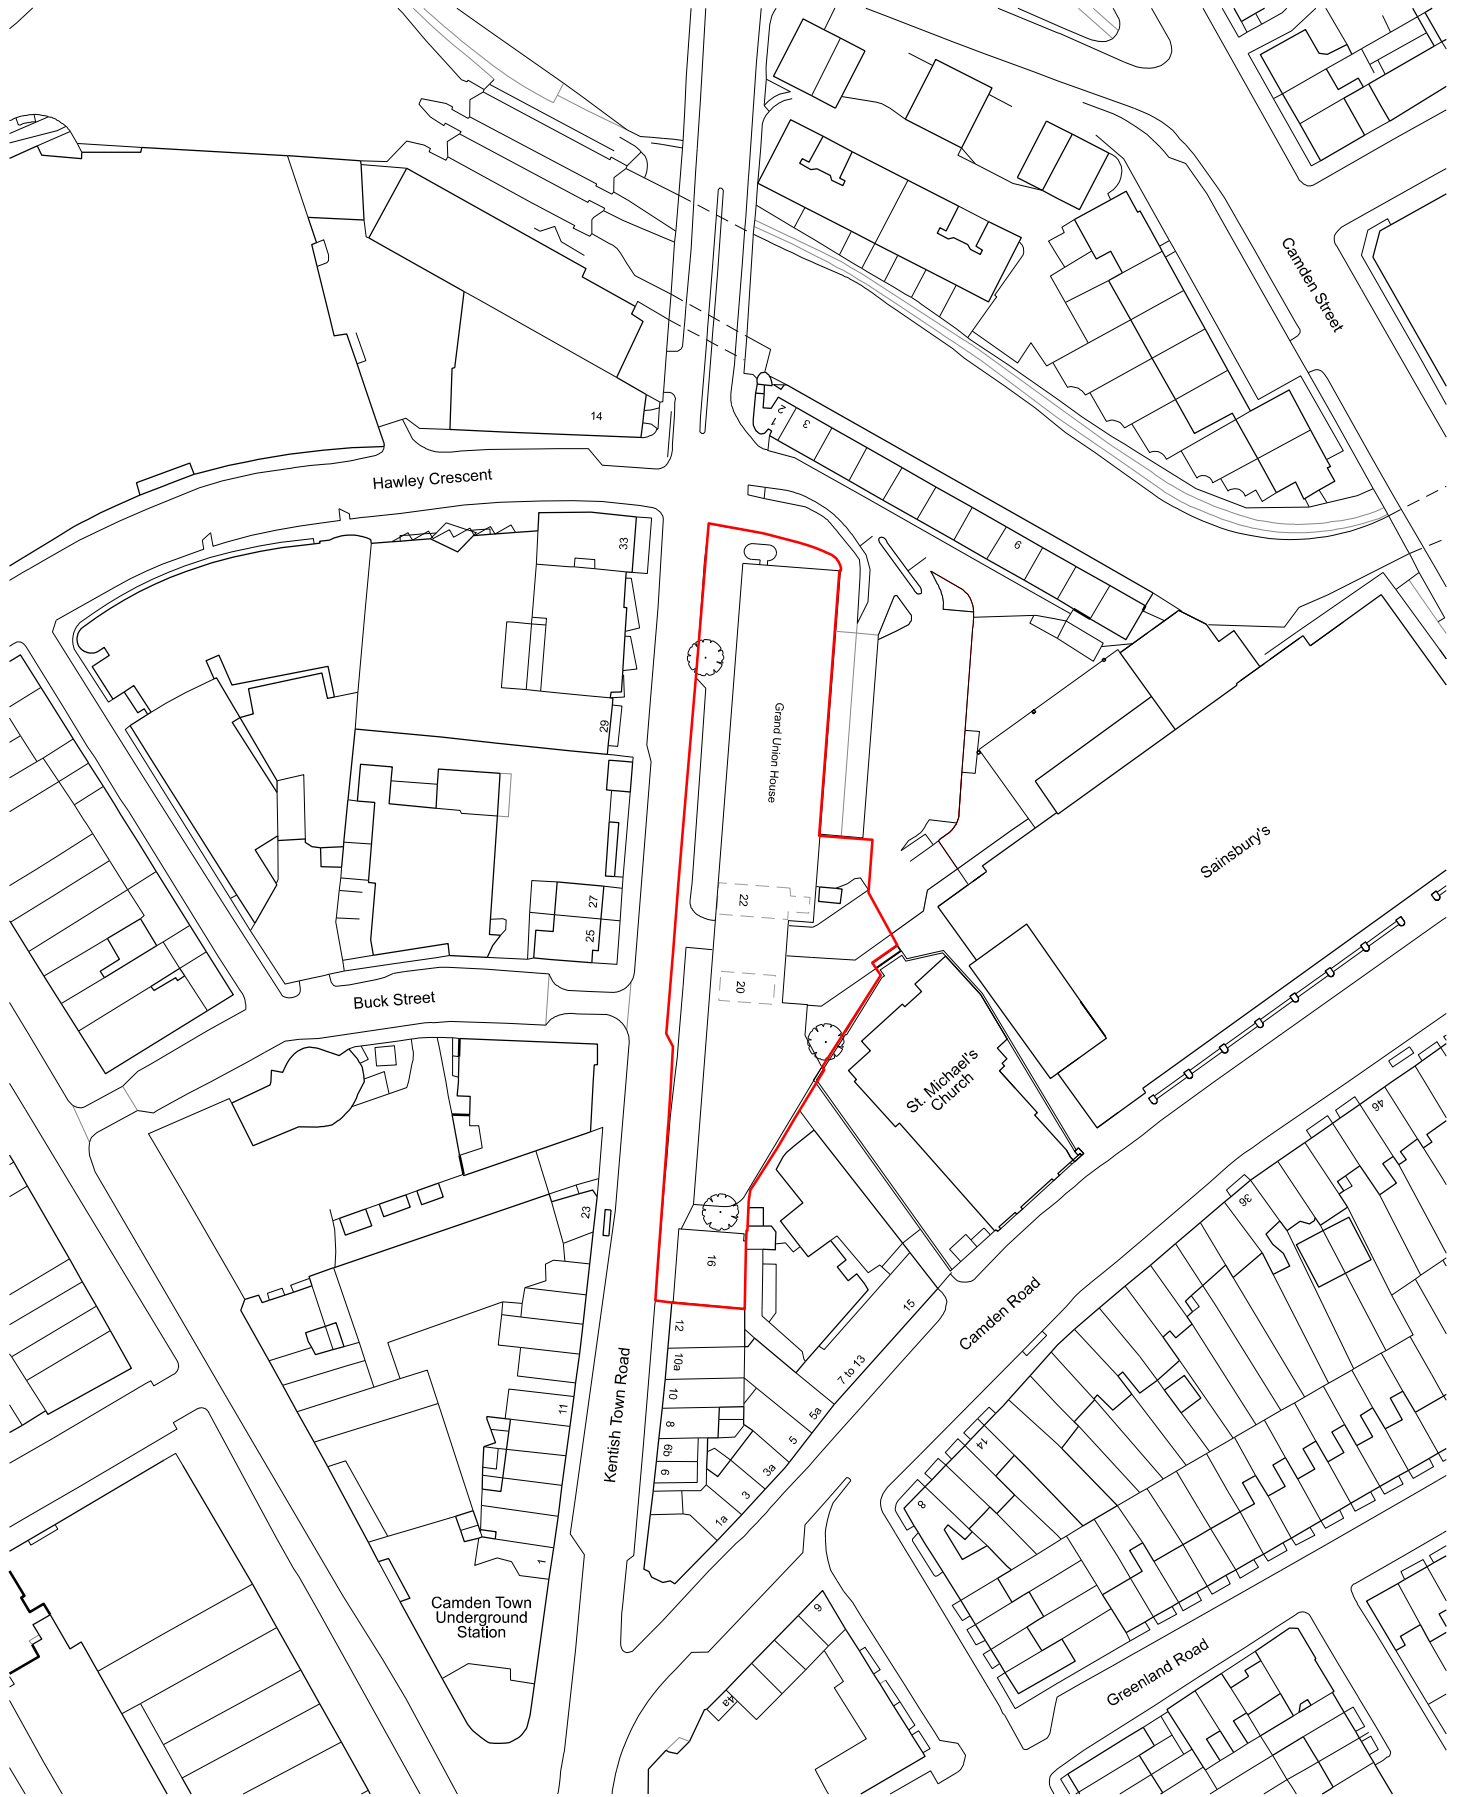 Camden Street
14
1
2
3
Hawley Crescent
33
9
29
Grand Union House
Sainsbury's
22
27
25
20
Buck Street
St. Michael's
Church
46
36
23
16
15
Camden Road
12
10a
7 to 13
10
11
8
5a
5
6b
6
3a
3
1a
14
8
Kentish Town Road
1
Camden Town
Underground
Station
9
4a
Greenland Road